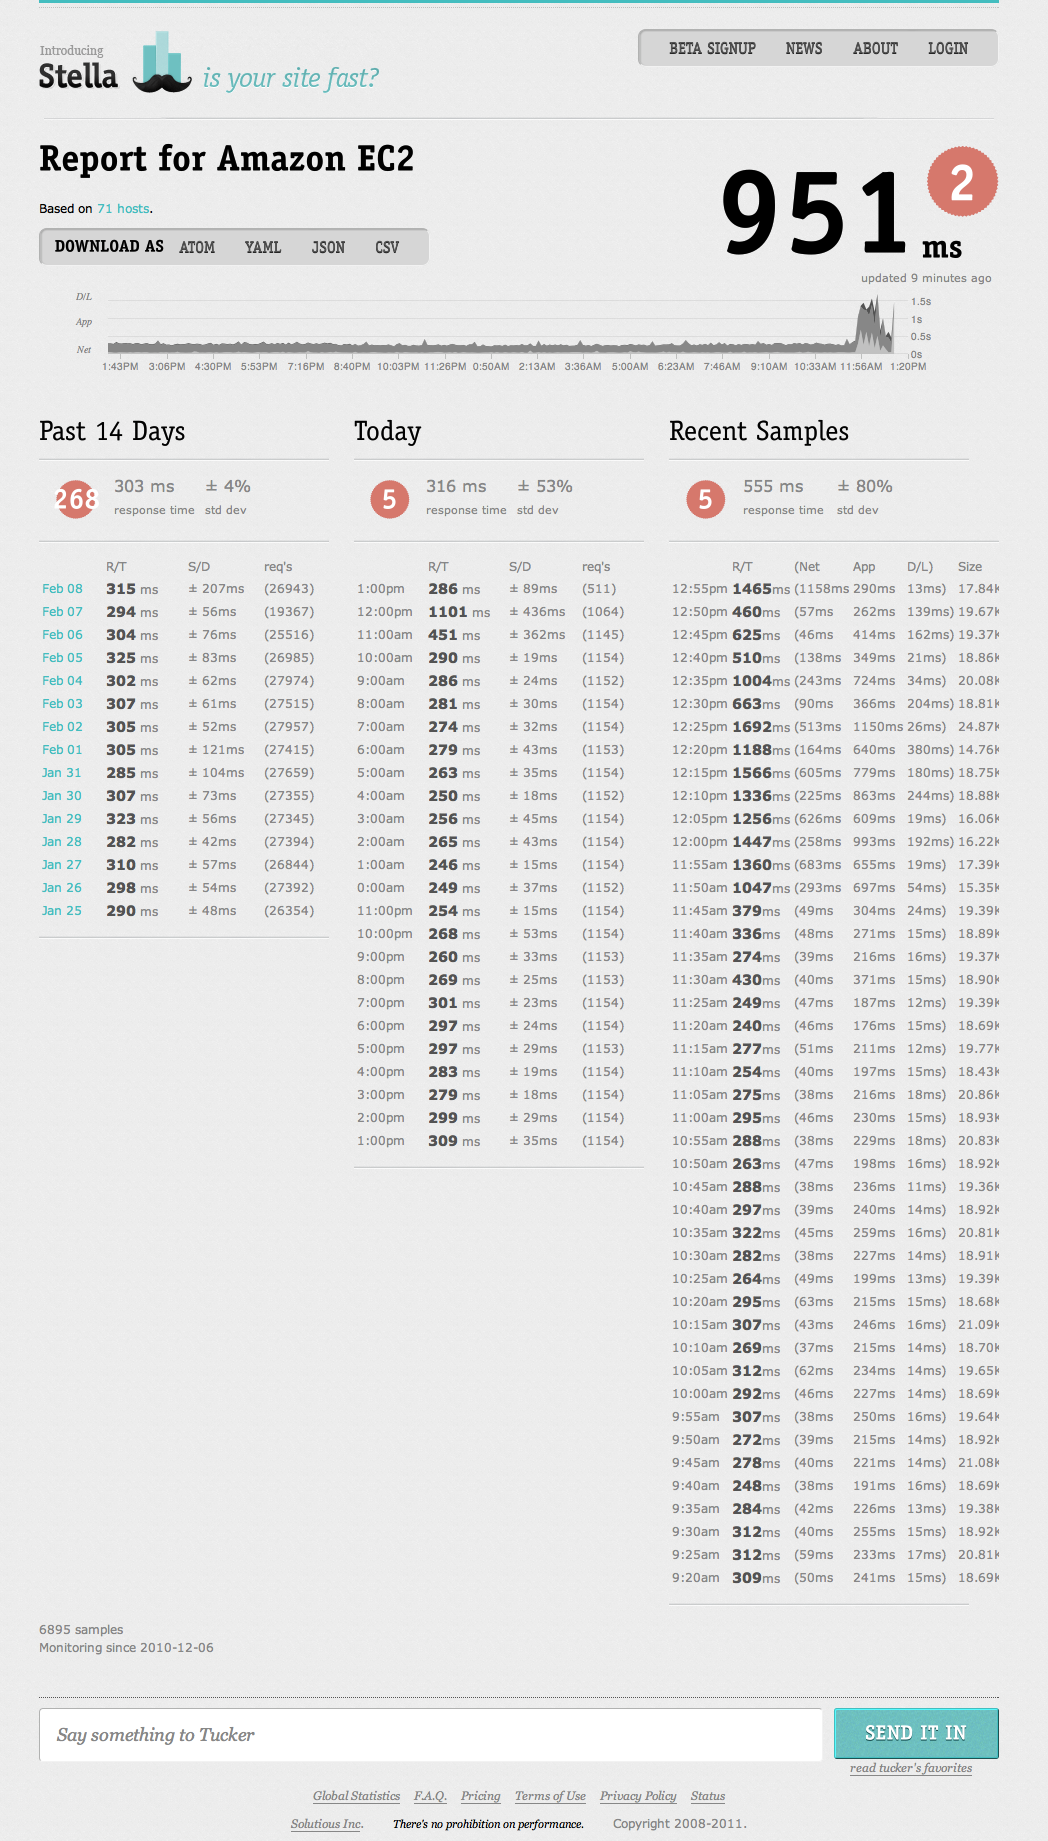 Introducing
Stella is your site fast?
BETA SIGNUP NEWS ABOUT LOGIN
Report for Amazon EC2
951 ms 2
Based on 71 hosts.
DOWNLOAD AS ATOM YAML JSON CSV
updated 9 minutes ago
D/L 1.5s
App 1s
0.5s
Net 0s
1:43PM 3:06PM 4:30PM 5:53PM 7:16PM 8:40PM 10:03PM 11:26PM 0:50AM 2:13AM 3:36AM 5:00AM 6:23AM 7:46AM 9:10AM 10:33AM 11:56AM 1:20PM
Past 14 Days
268 303 ms ± 4%
response time std dev
R/T S/D req's
Feb 08 315 ms ± 207ms (26943)
Feb 07 294 ms ± 56ms (19367)
Feb 06 304 ms ± 76ms (25516)
Feb 05 325 ms ± 83ms (26985)
Feb 04 302 ms ± 62ms (27974)
Feb 03 307 ms ± 61ms (27515)
Feb 02 305 ms ± 52ms (27957)
Feb 01 305 ms ± 121ms (27415)
Jan 31 285 ms ± 104ms (27659)
Jan 30 307 ms ± 73ms (27355)
Jan 29 323 ms ± 56ms (27345)
Jan 28 282 ms ± 42ms (27394)
Jan 27 310 ms ± 57ms (26844)
Jan 26 298 ms ± 54ms (27392)
Jan 25 290 ms ± 48ms (26354)
Today
5 316 ms ± 53%
response time std dev
R/T S/D req's
1:00pm 286 ms ± 89ms (511)
12:00pm 1101 ms ± 436ms (1064)
11:00am 451 ms ± 362ms (1145)
10:00am 290 ms ± 19ms (1154)
9:00am 286 ms ± 24ms (1152)
8:00am 281 ms ± 30ms (1154)
7:00am 274 ms ± 32ms (1154)
6:00am 279 ms ± 43ms (1153)
5:00am 263 ms ± 35ms (1154)
4:00am 250 ms ± 18ms (1152)
3:00am 256 ms ± 45ms (1154)
2:00am 265 ms ± 43ms (1154)
1:00am 246 ms ± 15ms (1154)
0:00am 249 ms ± 37ms (1152)
11:00pm 254 ms ± 15ms (1154)
10:00pm 268 ms ± 53ms (1154)
9:00pm 260 ms ± 33ms (1153)
8:00pm 269 ms ± 25ms (1153)
7:00pm 301 ms ± 23ms (1154)
6:00pm 297 ms ± 24ms (1154)
5:00pm 297 ms ± 29ms (1153)
4:00pm 283 ms ± 19ms (1154)
3:00pm 279 ms ± 18ms (1154)
2:00pm 299 ms ± 29ms (1154)
1:00pm 309 ms ± 35ms (1154)
Recent Samples
5 555 ms ± 80%
response time std dev
R/T (Net App D/L) Size
12:55pm 1465ms (1158ms 290ms 13ms) 17.84K
12:50pm 460ms (57ms 262ms 139ms) 19.67K
12:45pm 625ms (46ms 414ms 162ms) 19.37K
12:40pm 510ms (138ms 349ms 21ms) 18.86K
12:35pm 1004ms (243ms 724ms 34ms) 20.08K
12:30pm 663ms (90ms 366ms 204ms) 18.81K
12:25pm 1692ms (513ms 1150ms 26ms) 24.87K
12:20pm 1188ms (164ms 640ms 380ms) 14.76K
12:15pm 1566ms (605ms 779ms 180ms) 18.75K
12:10pm 1336ms (225ms 863ms 244ms) 18.88K
12:05pm 1256ms (626ms 609ms 19ms) 16.06K
12:00pm 1447ms (258ms 993ms 192ms) 16.22K
11:55am 1360ms (683ms 655ms 19ms) 17.39K
11:50am 1047ms (293ms 697ms 54ms) 15.35K
11:45am 379ms (49ms 304ms 24ms) 19.39K
11:40am 336ms (48ms 271ms 15ms) 18.89K
11:35am 274ms (39ms 216ms 16ms) 19.37K
11:30am 430ms (40ms 371ms 15ms) 18.90K
11:25am 249ms (47ms 187ms 12ms) 19.39K
11:20am 240ms (46ms 176ms 15ms) 18.69K
11:15am 277ms (51ms 211ms 12ms) 19.77K
11:10am 254ms (40ms 197ms 15ms) 18.43K
11:05am 275ms (38ms 216ms 18ms) 20.86K
11:00am 295ms (46ms 230ms 15ms) 18.93K
10:55am 288ms (38ms 229ms 18ms) 20.83K
10:50am 263ms (47ms 198ms 16ms) 18.92K
10:45am 288ms (38ms 236ms 11ms) 19.36K
10:40am 297ms (39ms 240ms 14ms) 18.92K
10:35am 322ms (45ms 259ms 16ms) 20.81K
10:30am 282ms (38ms 227ms 14ms) 18.91K
10:25am 264ms (49ms 199ms 13ms) 19.39K
10:20am 295ms (63ms 215ms 15ms) 18.68K
10:15am 307ms (43ms 246ms 16ms) 21.09K
10:10am 269ms (37ms 215ms 14ms) 18.70K
10:05am 312ms (62ms 234ms 14ms) 19.65K
10:00am 292ms (46ms 227ms 14ms) 18.69K
9:55am 307ms (38ms 250ms 16ms) 19.64K
9:50am 272ms (39ms 215ms 14ms) 18.92K
9:45am 278ms (40ms 221ms 14ms) 21.08K
9:40am 248ms (38ms 191ms 16ms) 18.69K
9:35am 284ms (42ms 226ms 13ms) 19.38K
9:30am 312ms (40ms 255ms 15ms) 18.92K
9:25am 312ms (59ms 233ms 17ms) 20.81K
9:20am 309ms (50ms 241ms 15ms) 18.69K
6895 samples
Monitoring since 2010-12-06
Say something to Tucker SEND IT IN
read tucker's favorites
Global Statistics F.A.Q. Pricing Terms of Use Privacy Policy Status
Solutious Inc. There's no prohibition on performance. Copyright 2008-2011.